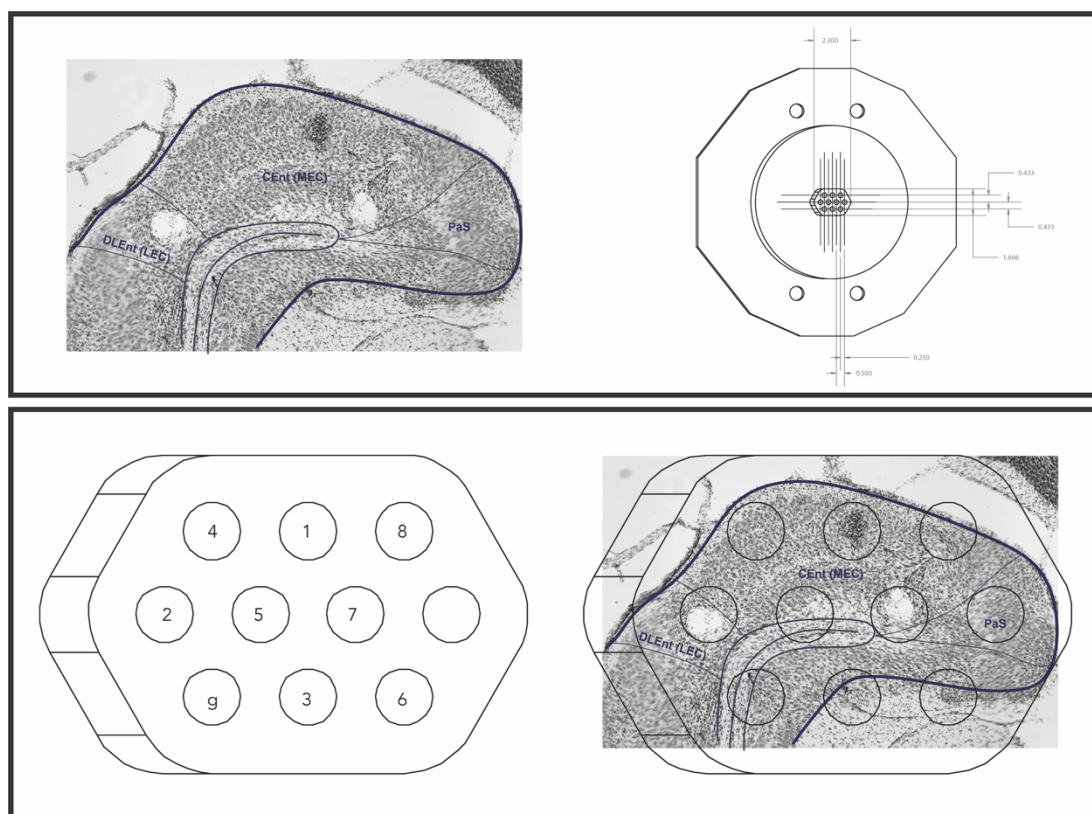 CEnt (MEC)
PaS
DLEnt (LEC)
2.300
0.433
0.433
1.666
0.250
0.500
4 1 8
2 5 7
g 3 6
CEnt (MEC)
PaS
DLEnt (LEC)